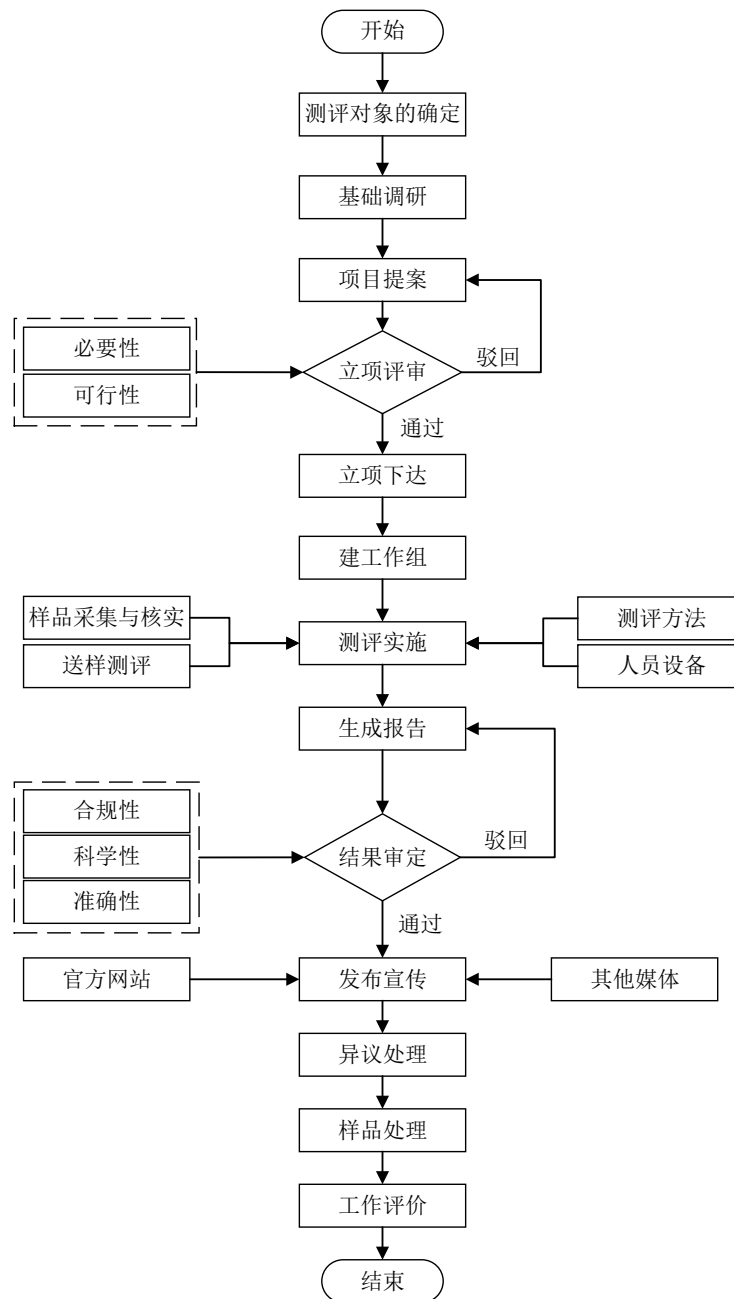 开始
测评对象的确定
基础调研
项目提案
必要性
可行性
立项评审
驳回
通过
立项下达
建工作组
样品采集与核实
送样测评
测评实施
测评方法
人员设备
生成报告
合规性
科学性
准确性
结果审定
驳回
通过
官方网站
发布宣传
其他媒体
异议处理
样品处理
工作评价
结束